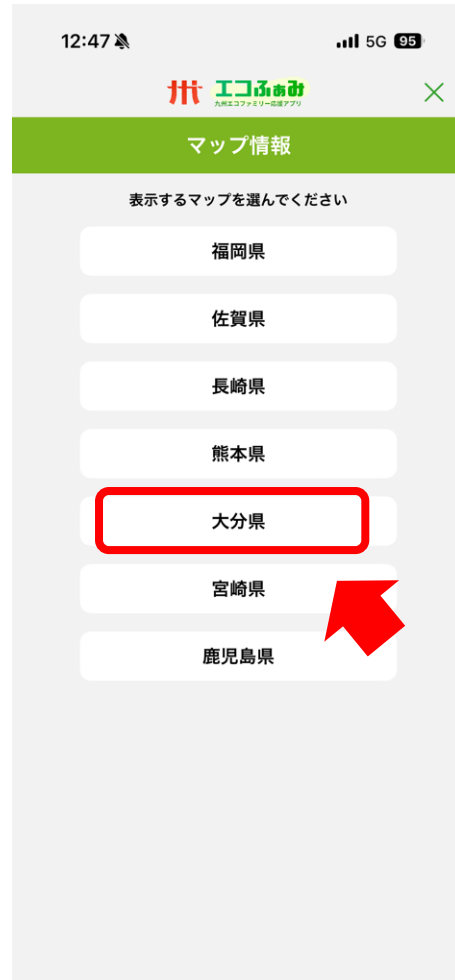 12:47
5G 95
エコふぁみ
九州エコファミリー応援アプリ
マップ情報
表示するマップを選んでください
福岡県
佐賀県
長崎県
熊本県
大分県
宮崎県
鹿児島県